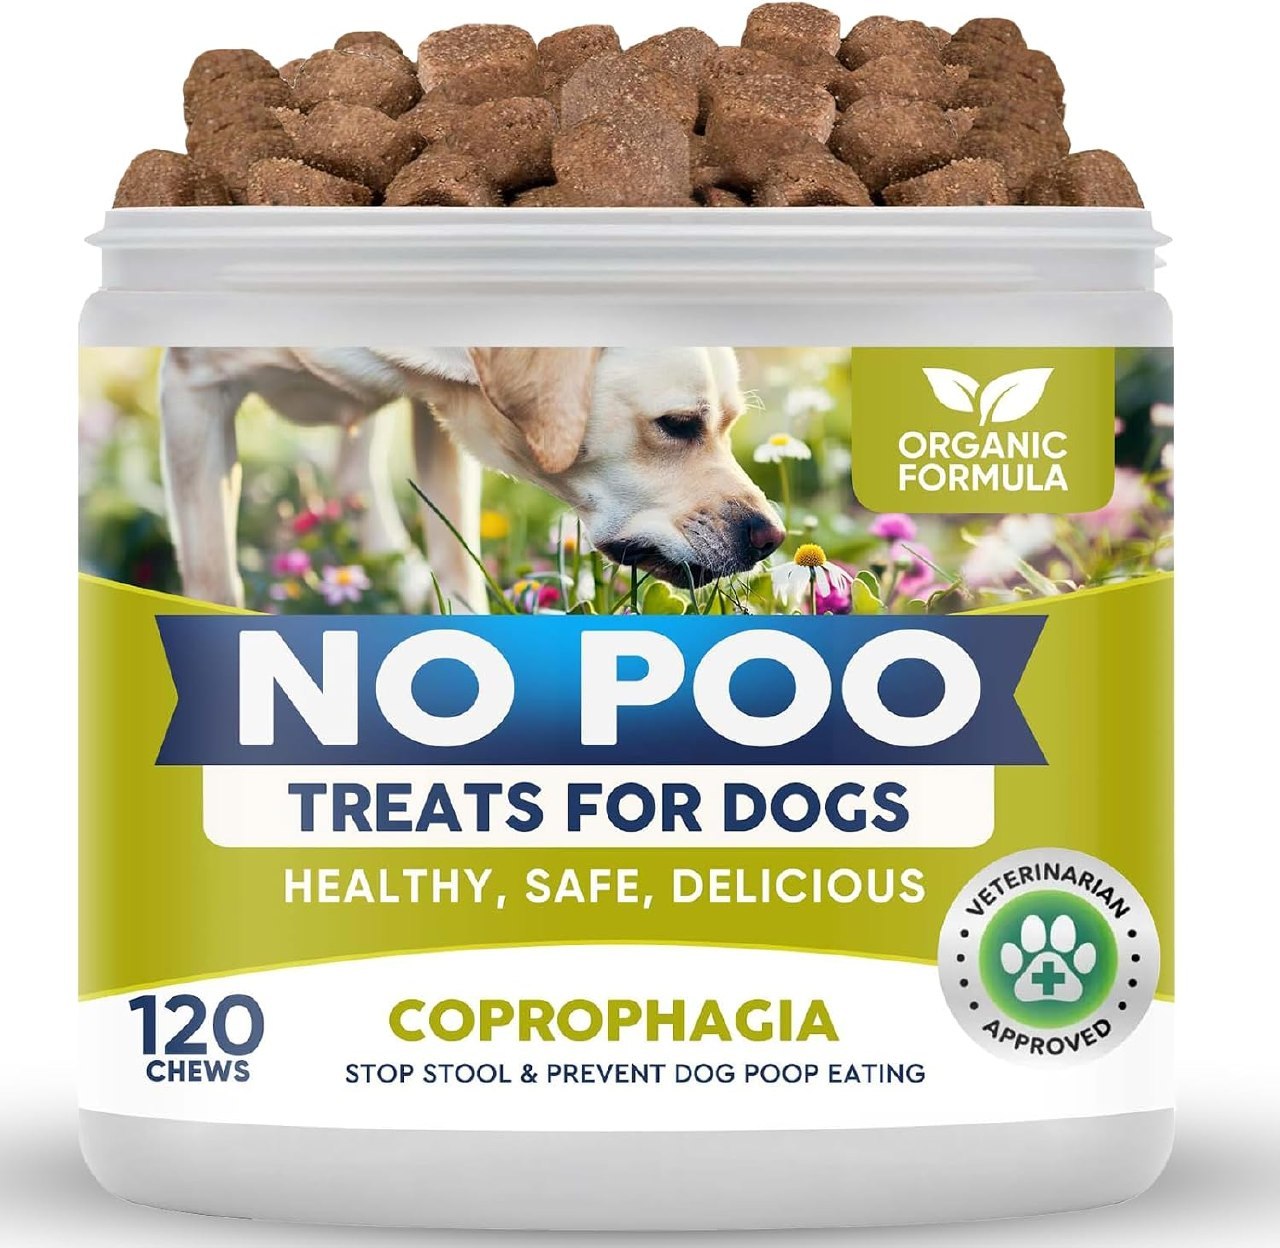 ORGANIC
FORMULA
NO POO
TREATS FOR DOGS
HEALTHY, SAFE, DELICIOUS
VETERINARIAN
APPROVED
120
CHEWS
COPROPHAGIA
STOP STOOL & PREVENT DOG POOP EATING